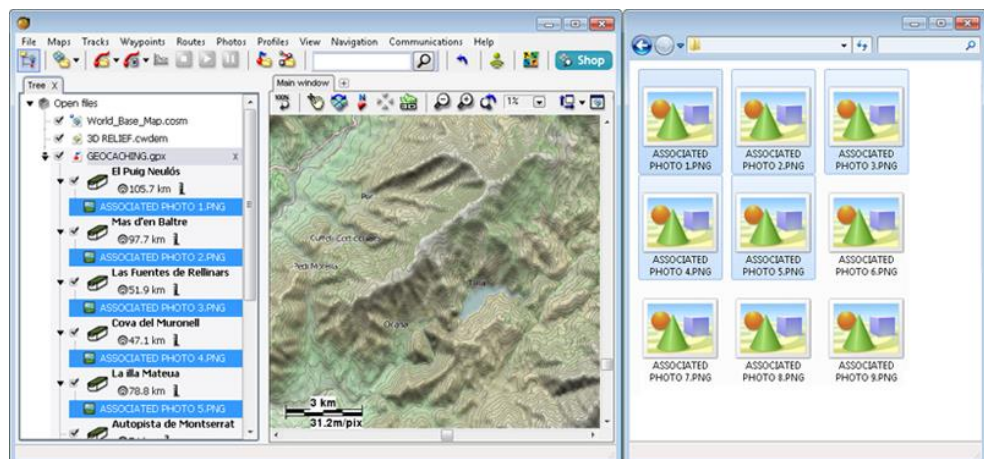 File Maps Tracks Waypoints Routes Photos Profiles View Navigation Communications Help
Shop
Tree X
Main window
100%
1%
Open files
World_Base_Map.cosm
3D RELIEF.cwdem
GEOCACHING.gpx x
El Puig Neulós
105.7 km
ASSOCIATED PHOTO 1.PNG
Mas d'en Baltre
97.7 km
ASSOCIATED PHOTO 2.PNG
Las Fuentes de Rellinars
51.9 km
ASSOCIATED PHOTO 3.PNG
Cova del Muronell
47.1 km
ASSOCIATED PHOTO 4.PNG
La illa Mateua
78.8 km
ASSOCIATED PHOTO 5.PNG
Autopista de Montserrat
3 km
31.2m/pix
ASSOCIATED PHOTO 1.PNG
ASSOCIATED PHOTO 2.PNG
ASSOCIATED PHOTO 3.PNG
ASSOCIATED PHOTO 4.PNG
ASSOCIATED PHOTO 5.PNG
ASSOCIATED PHOTO 6.PNG
ASSOCIATED PHOTO 7.PNG
ASSOCIATED PHOTO 8.PNG
ASSOCIATED PHOTO 9.PNG